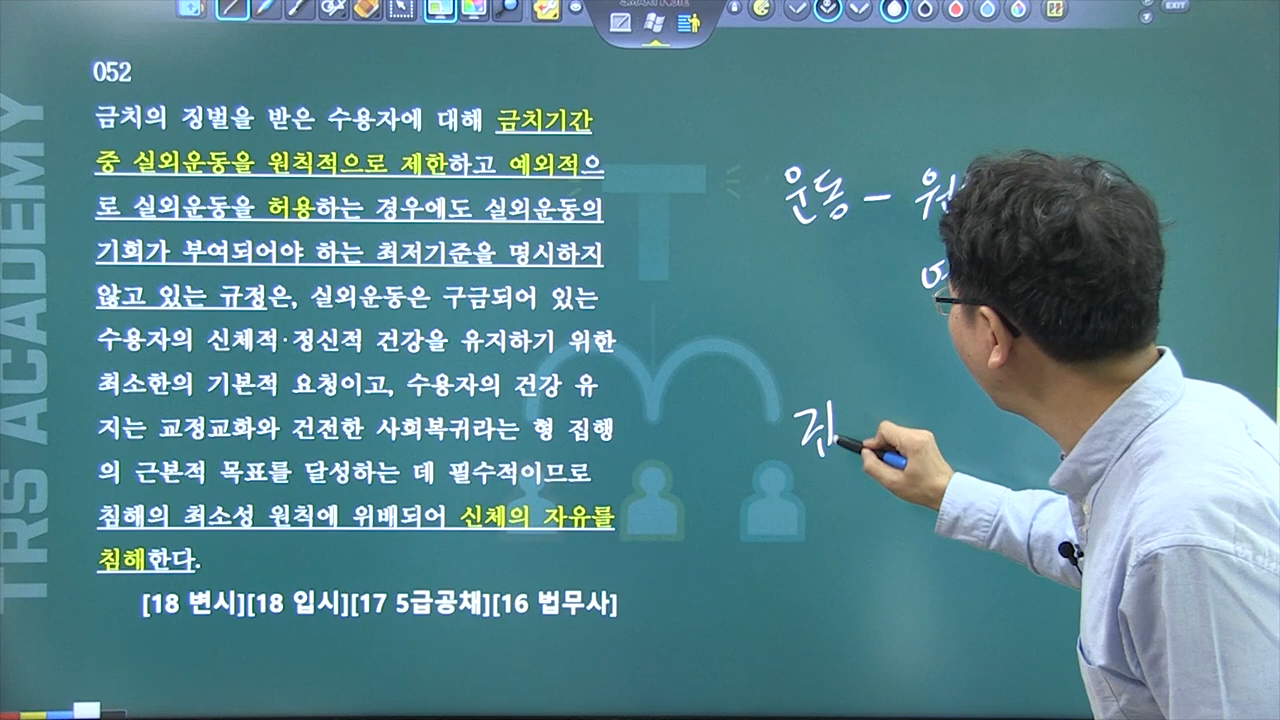 SMART NOTE
EXIT
052
금치의 징벌을 받은 수용자에 대해 금치기간
중 실외운동을 원칙적으로 제한하고 예외적으
로 실외운동을 허용하는 경우에도 실외운동의
기회가 부여되어야 하는 최저기준을 명시하지
않고 있는 규정은, 실외운동은 구금되어 있는
수용자의 신체적·정신적 건강을 유지하기 위한
최소한의 기본적 요청이고, 수용자의 건강 유
지는 교정교화와 건전한 사회복귀라는 형 집행
의 근본적 목표를 달성하는 데 필수적이므로
침해의 최소성 원칙에 위배되어 신체의 자유를
침해한다.
[18 변시][18 입시][17 5급공채][16 법무사]
운동 - 원
TRS ACADEMY